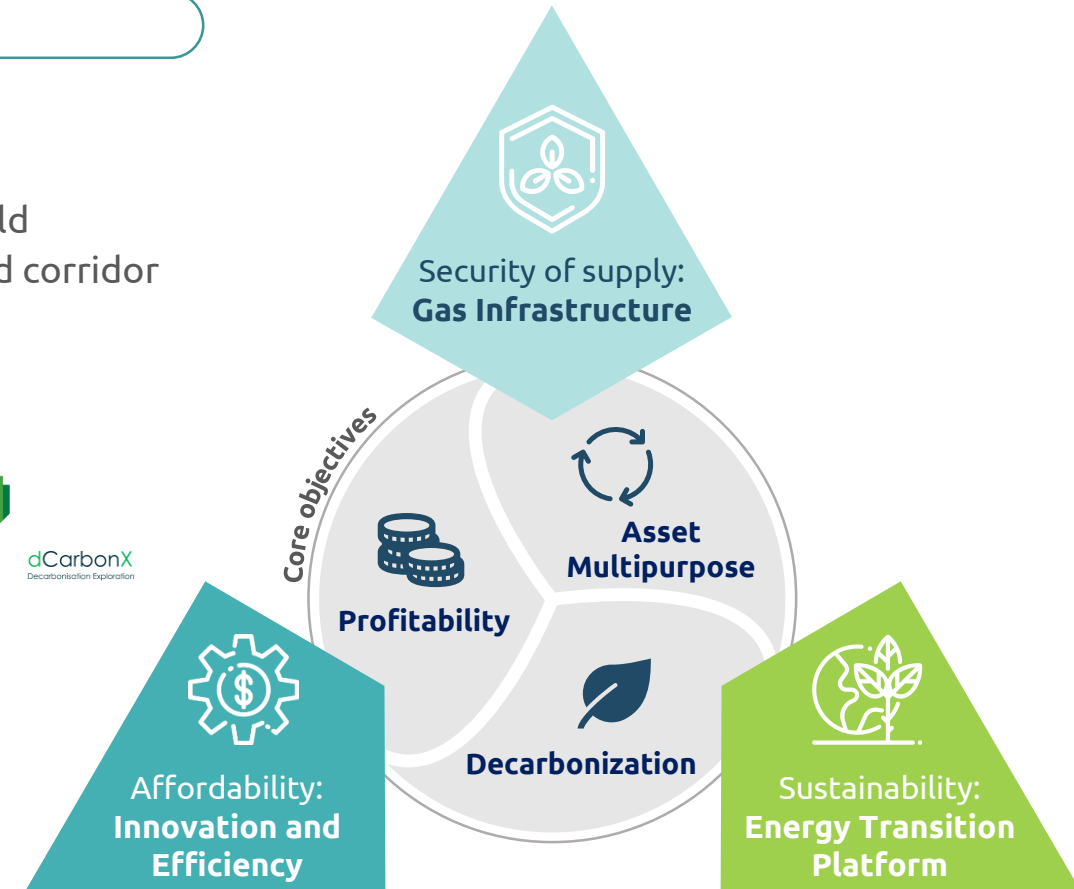 ld
d corridor
dCarbonX
Decarbonisation Exploration
Security of supply:
Gas Infrastructure
Core objectives
Asset
Multipurpose
Profitability
Decarbonization
Affordability:
Innovation and
Efficiency
Sustainability:
Energy Transition
Platform